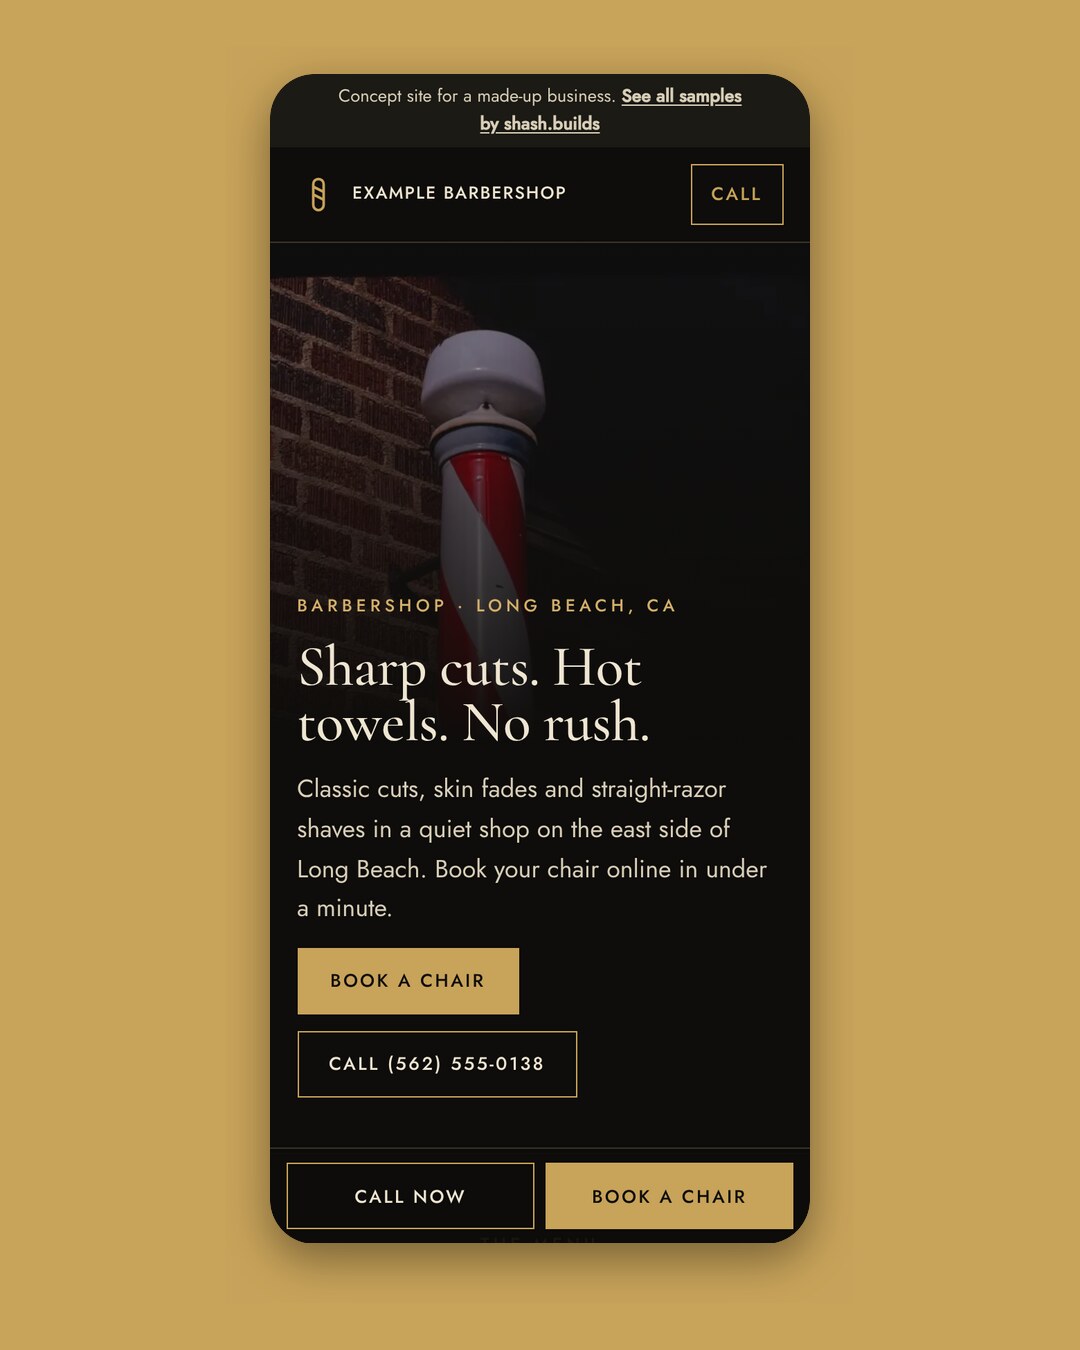 Concept site for a made-up business. See all samples
by shash.builds
EXAMPLE BARBERSHOP
CALL
BARBERSHOP · LONG BEACH, CA
Sharp cuts. Hot
towels. No rush.
Classic cuts, skin fades and straight-razor
shaves in a quiet shop on the east side of
Long Beach. Book your chair online in under
a minute.
BOOK A CHAIR
CALL (562) 555-0138
CALL NOW
BOOK A CHAIR
THE MENU